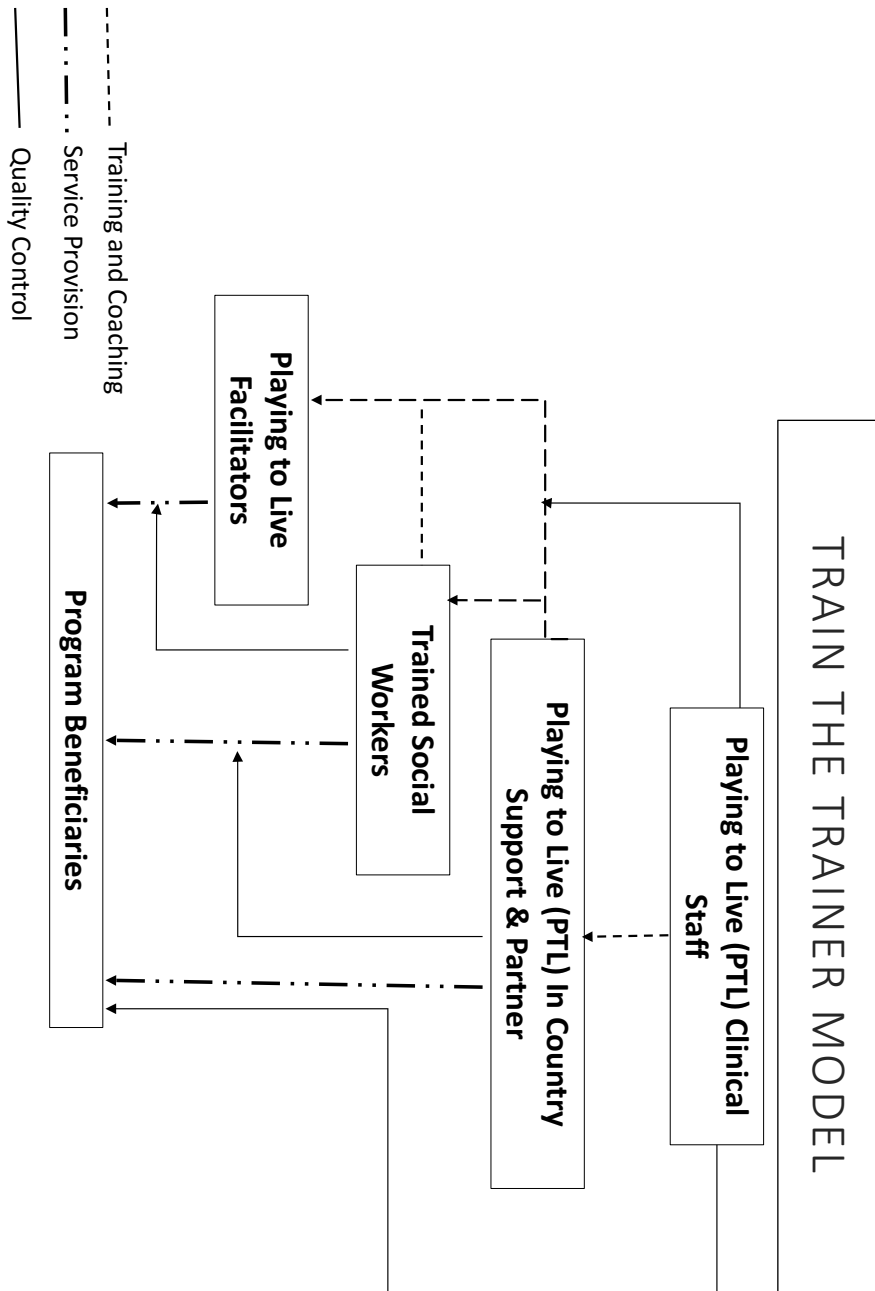 TRAIN THE TRAINER MODEL
Playing to Live (PTL) Clinical
Staff
Playing to Live (PTL) In Country
Support & Partner
Trained Social
Workers
Playing to Live
Facilitators
Program Beneficiaries
Training and Coaching
Service Provision
Quality Control